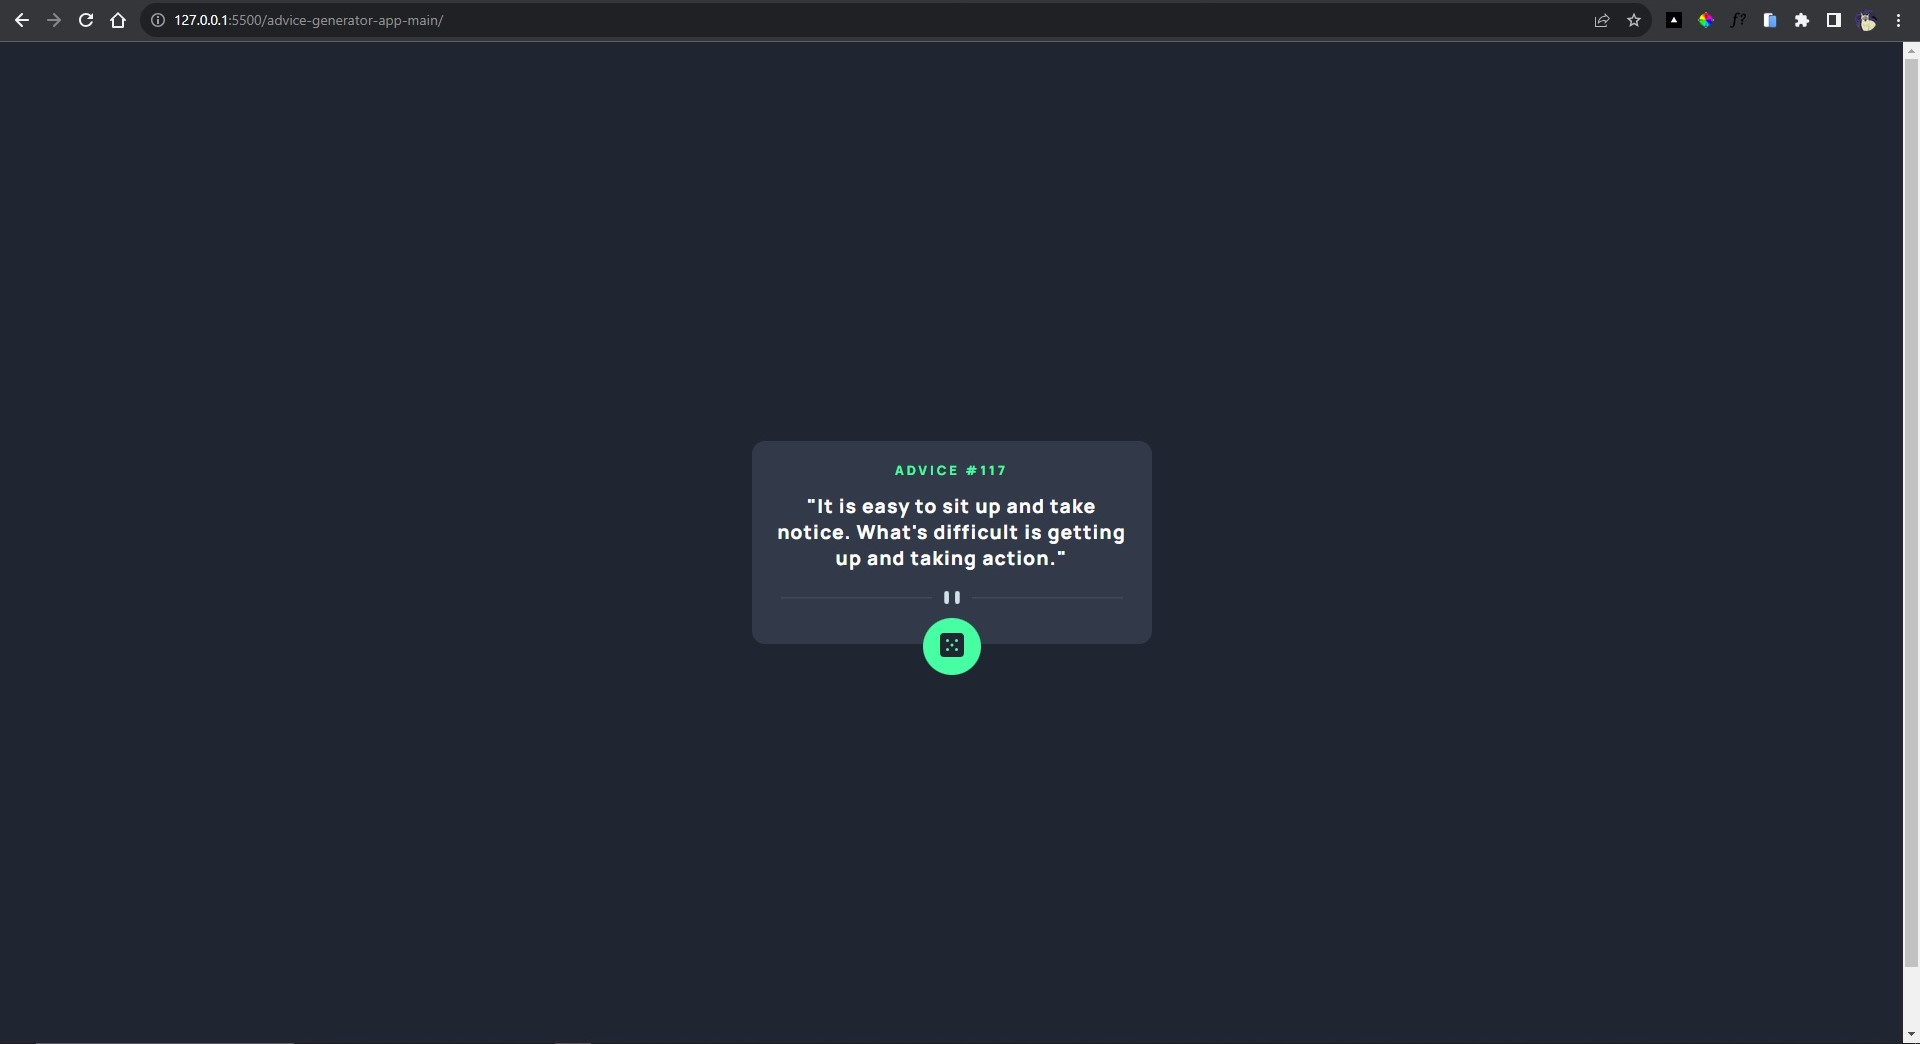 127.0.0.1:5500/advice-generator-app-main/
f?
ADVICE #117
"It is easy to sit up and take
notice. What's difficult is getting
up and taking action."